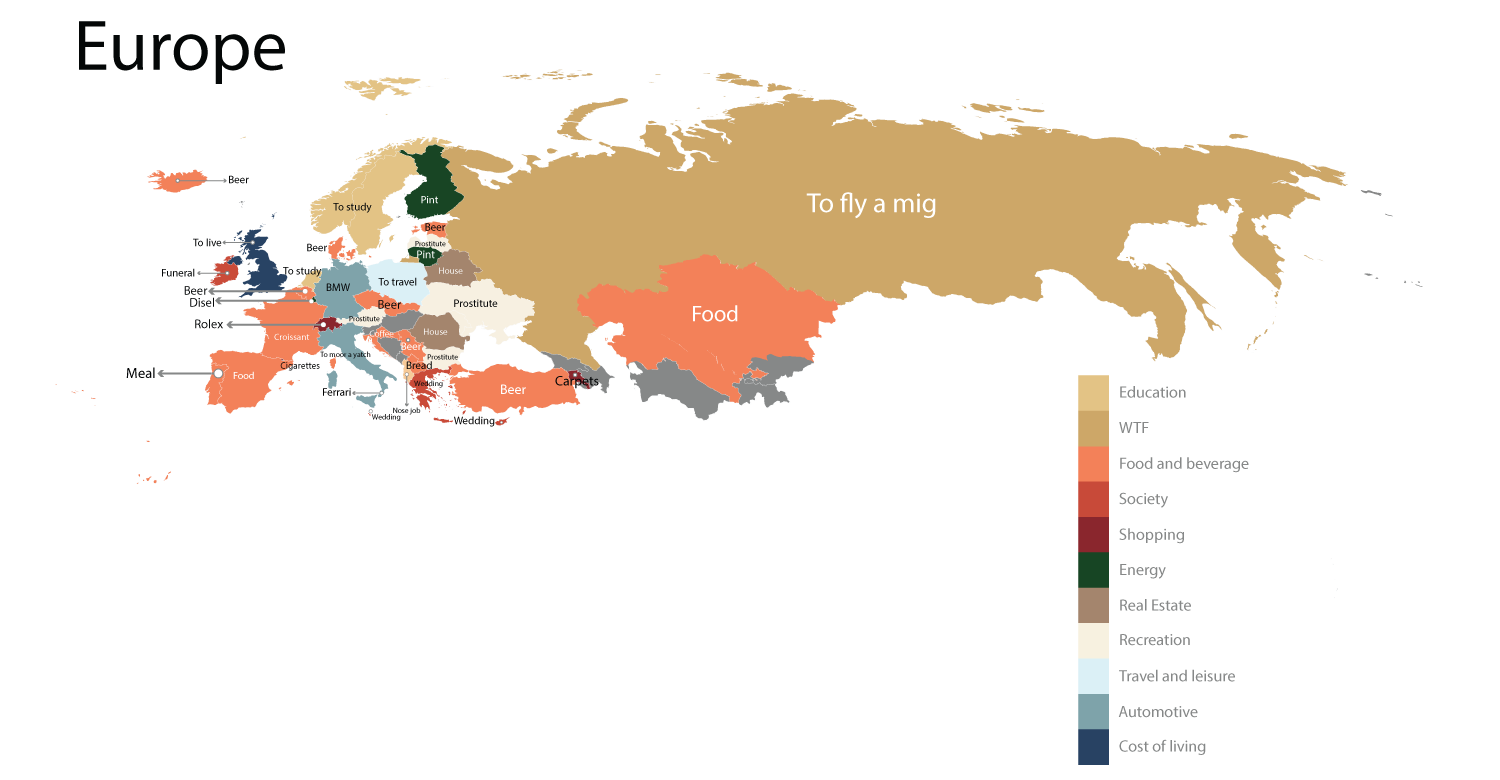 Europe
To fly a mig
Beer
Pint
To study
Beer
To live
Beer
Prostitute
Pint
House
Funeral
To study
BMW
To travel
Beer
Disel
Beer
Prostitute
Food
Rolex
Prostitute
Coffee
House
Croissant
Beer
To moor a yatch
Prostitute
Cigarettes
Bread
Meal
Food
Carpets
Wedding
Beer
Ferrari
Nose job
Wedding
Wedding
Education
WTF
Food and beverage
Society
Shopping
Energy
Real Estate
Recreation
Travel and leisure
Automotive
Cost of living